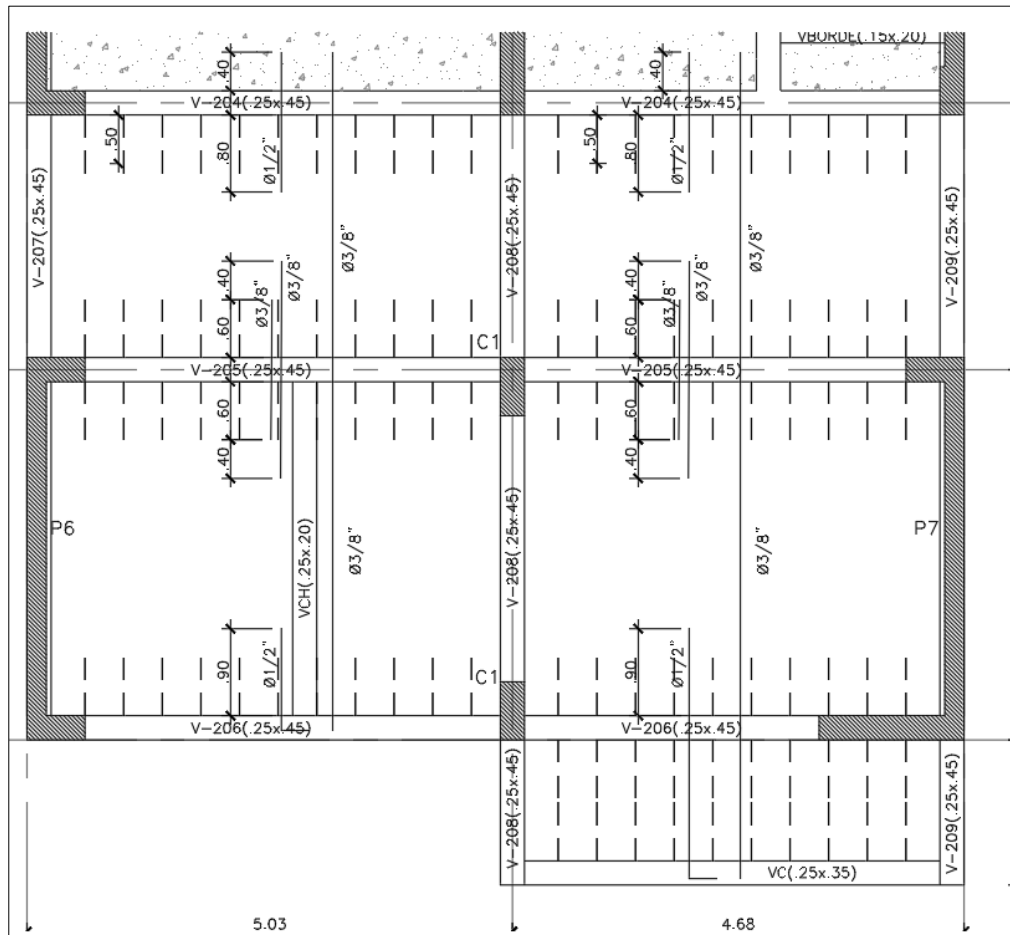 VBORDE(.15x.20)
.40
.40
V-204(.25x.45)
V-204(.25x.45)
.50
.80
Ø1/2"
.50
.80
Ø1/2"
V-207(.25x.45)
V-208(.25x.45)
V-209(.25x.45)
Ø3/8"
Ø3/8"
.40
Ø3/8"
Ø3/8"
.40
Ø3/8"
Ø3/8"
.60
.60
C1
V-205(.25x.45)
V-205(.25x.45)
.60
.60
.40
.40
P6
VCH(.25x.20)
Ø3/8"
V-208(.25x.45)
Ø3/8"
P7
.90
Ø1/2"
C1
.90
Ø1/2"
V-206(.25x.45)
V-206(.25x.45)
V-208(.25x.45)
V-209(.25x.45)
VC(.25x.35)
5.03
4.68